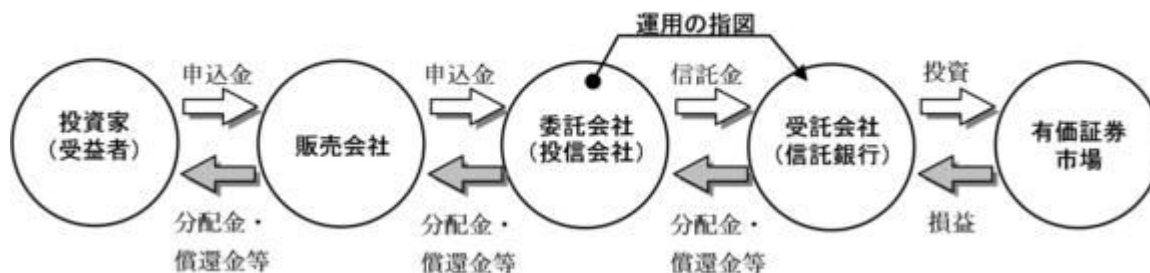 運用の指図
申込金
申込金
信託金
投資
投資家
(受益者)
販売会社
委託会社
(投信会社)
受託会社
(信託銀行)
有価証券
市場
分配金・
償還金等
分配金・
償還金等
分配金・
償還金等
損益